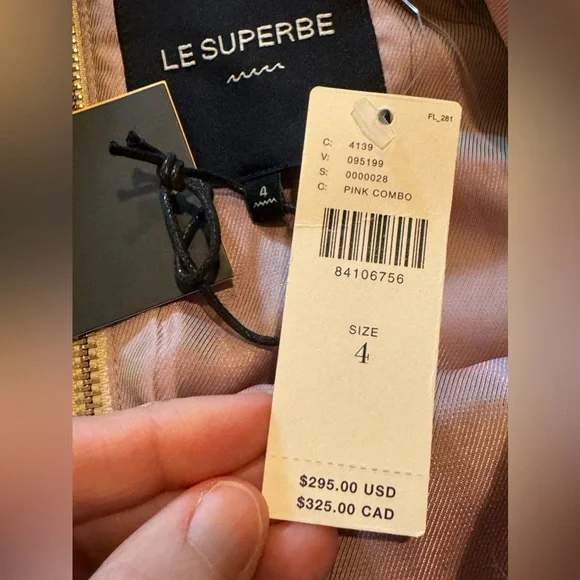 LE SUPERBE
4
FL_281
C: 4139
V: 095199
S: 0000028
C: PINK COMBO
84106756
SIZE
4
$295.00 USD
$325.00 CAD